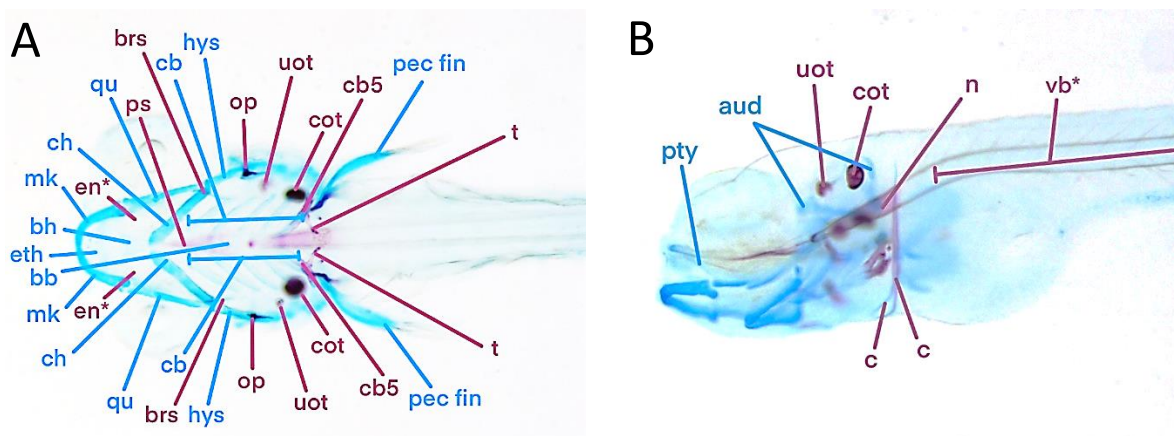 A
brs
cb
hys
uot
pec fin
qu
op
cb5
ps
cot
t
ch
mk
en*
bh
eth
bb
mk
en*
ch
cb
cot
t
qu
op
cb5
pec fin
brs
hys
uot
B
uot
cot
n
vb*
aud
pty
c
c